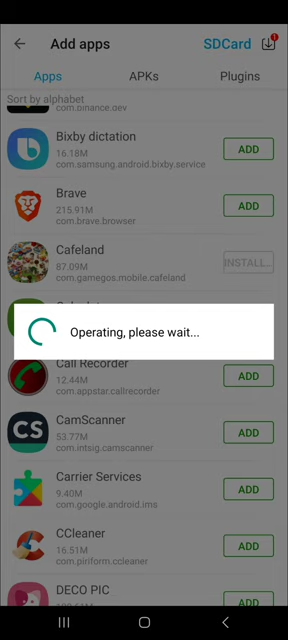 Add apps
SDCard
1
Apps
APKs
Plugins
Sort by alphabet
com.binance.dev
Bixby dictation
16.18M
com.samsung.android.bixby.service
ADD
Brave
215.91M
com.brave.browser
ADD
Cafeland
87.09M
com.gamegos.mobile.cafeland
INSTALL...
Operating, please wait...
Call Recorder
12.44M
com.appstar.callrecorder
ADD
CamScanner
53.77M
com.intsig.camscanner
CS
ADD
Carrier Services
9.40M
com.google.android.ims
ADD
CCleaner
16.51M
com.piriform.ccleaner
ADD
DECO PIC
ADD